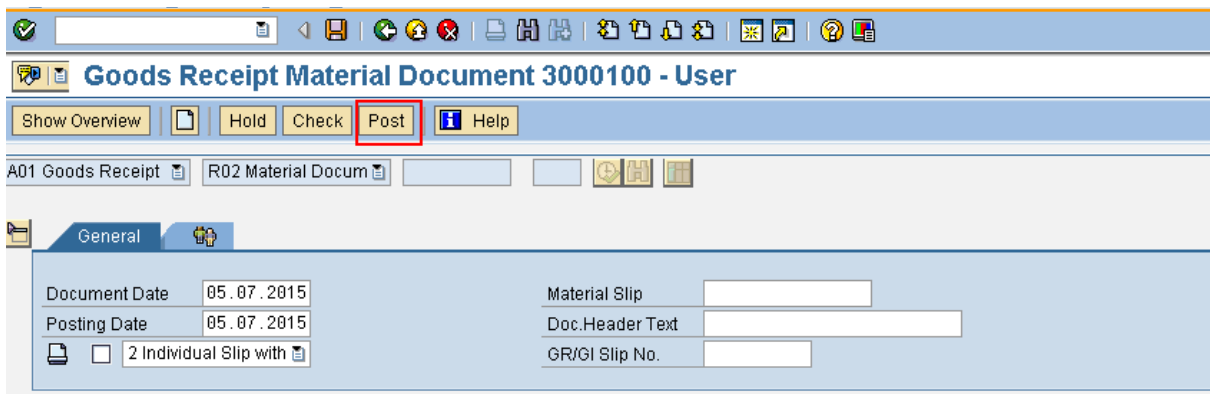 Goods Receipt Material Document 3000100 - User
Show Overview Hold Check Post Help
A01 Goods Receipt R02 Material Docum
General
Document Date 05.07.2015 Material Slip
Posting Date 05.07.2015 Doc.Header Text
2 Individual Slip with GR/GI Slip No.